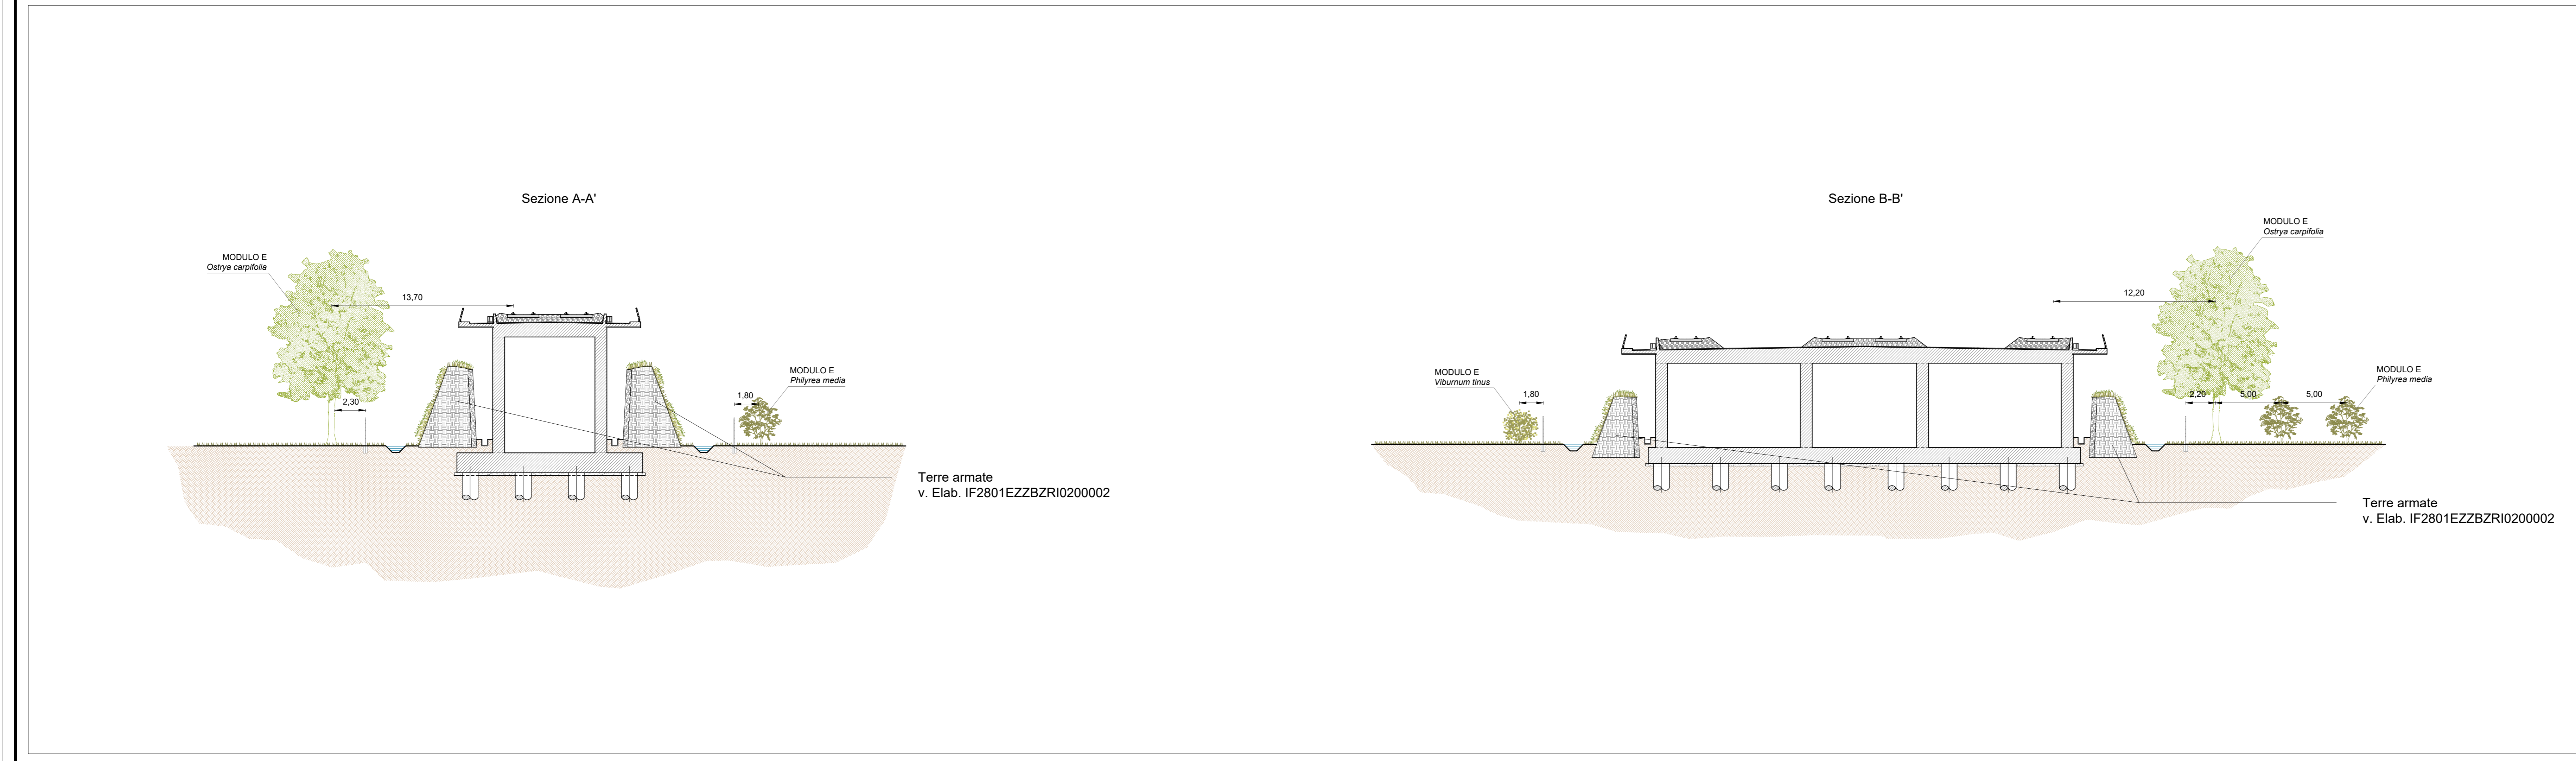 Sezione A-A'
MODULO E
Ostrya carpifolia
13,70
2,30
1,80
MODULO E
Philyrea media
Terre armate
v. Elab. IF2801EZZBZRI0200002
Sezione B-B'
MODULO E
Ostrya carpifolia
12,20
MODULO E
Viburnum tinus
1,80
2,20
5,00
5,00
MODULO E
Philyrea media
Terre armate
v. Elab. IF2801EZZBZRI0200002